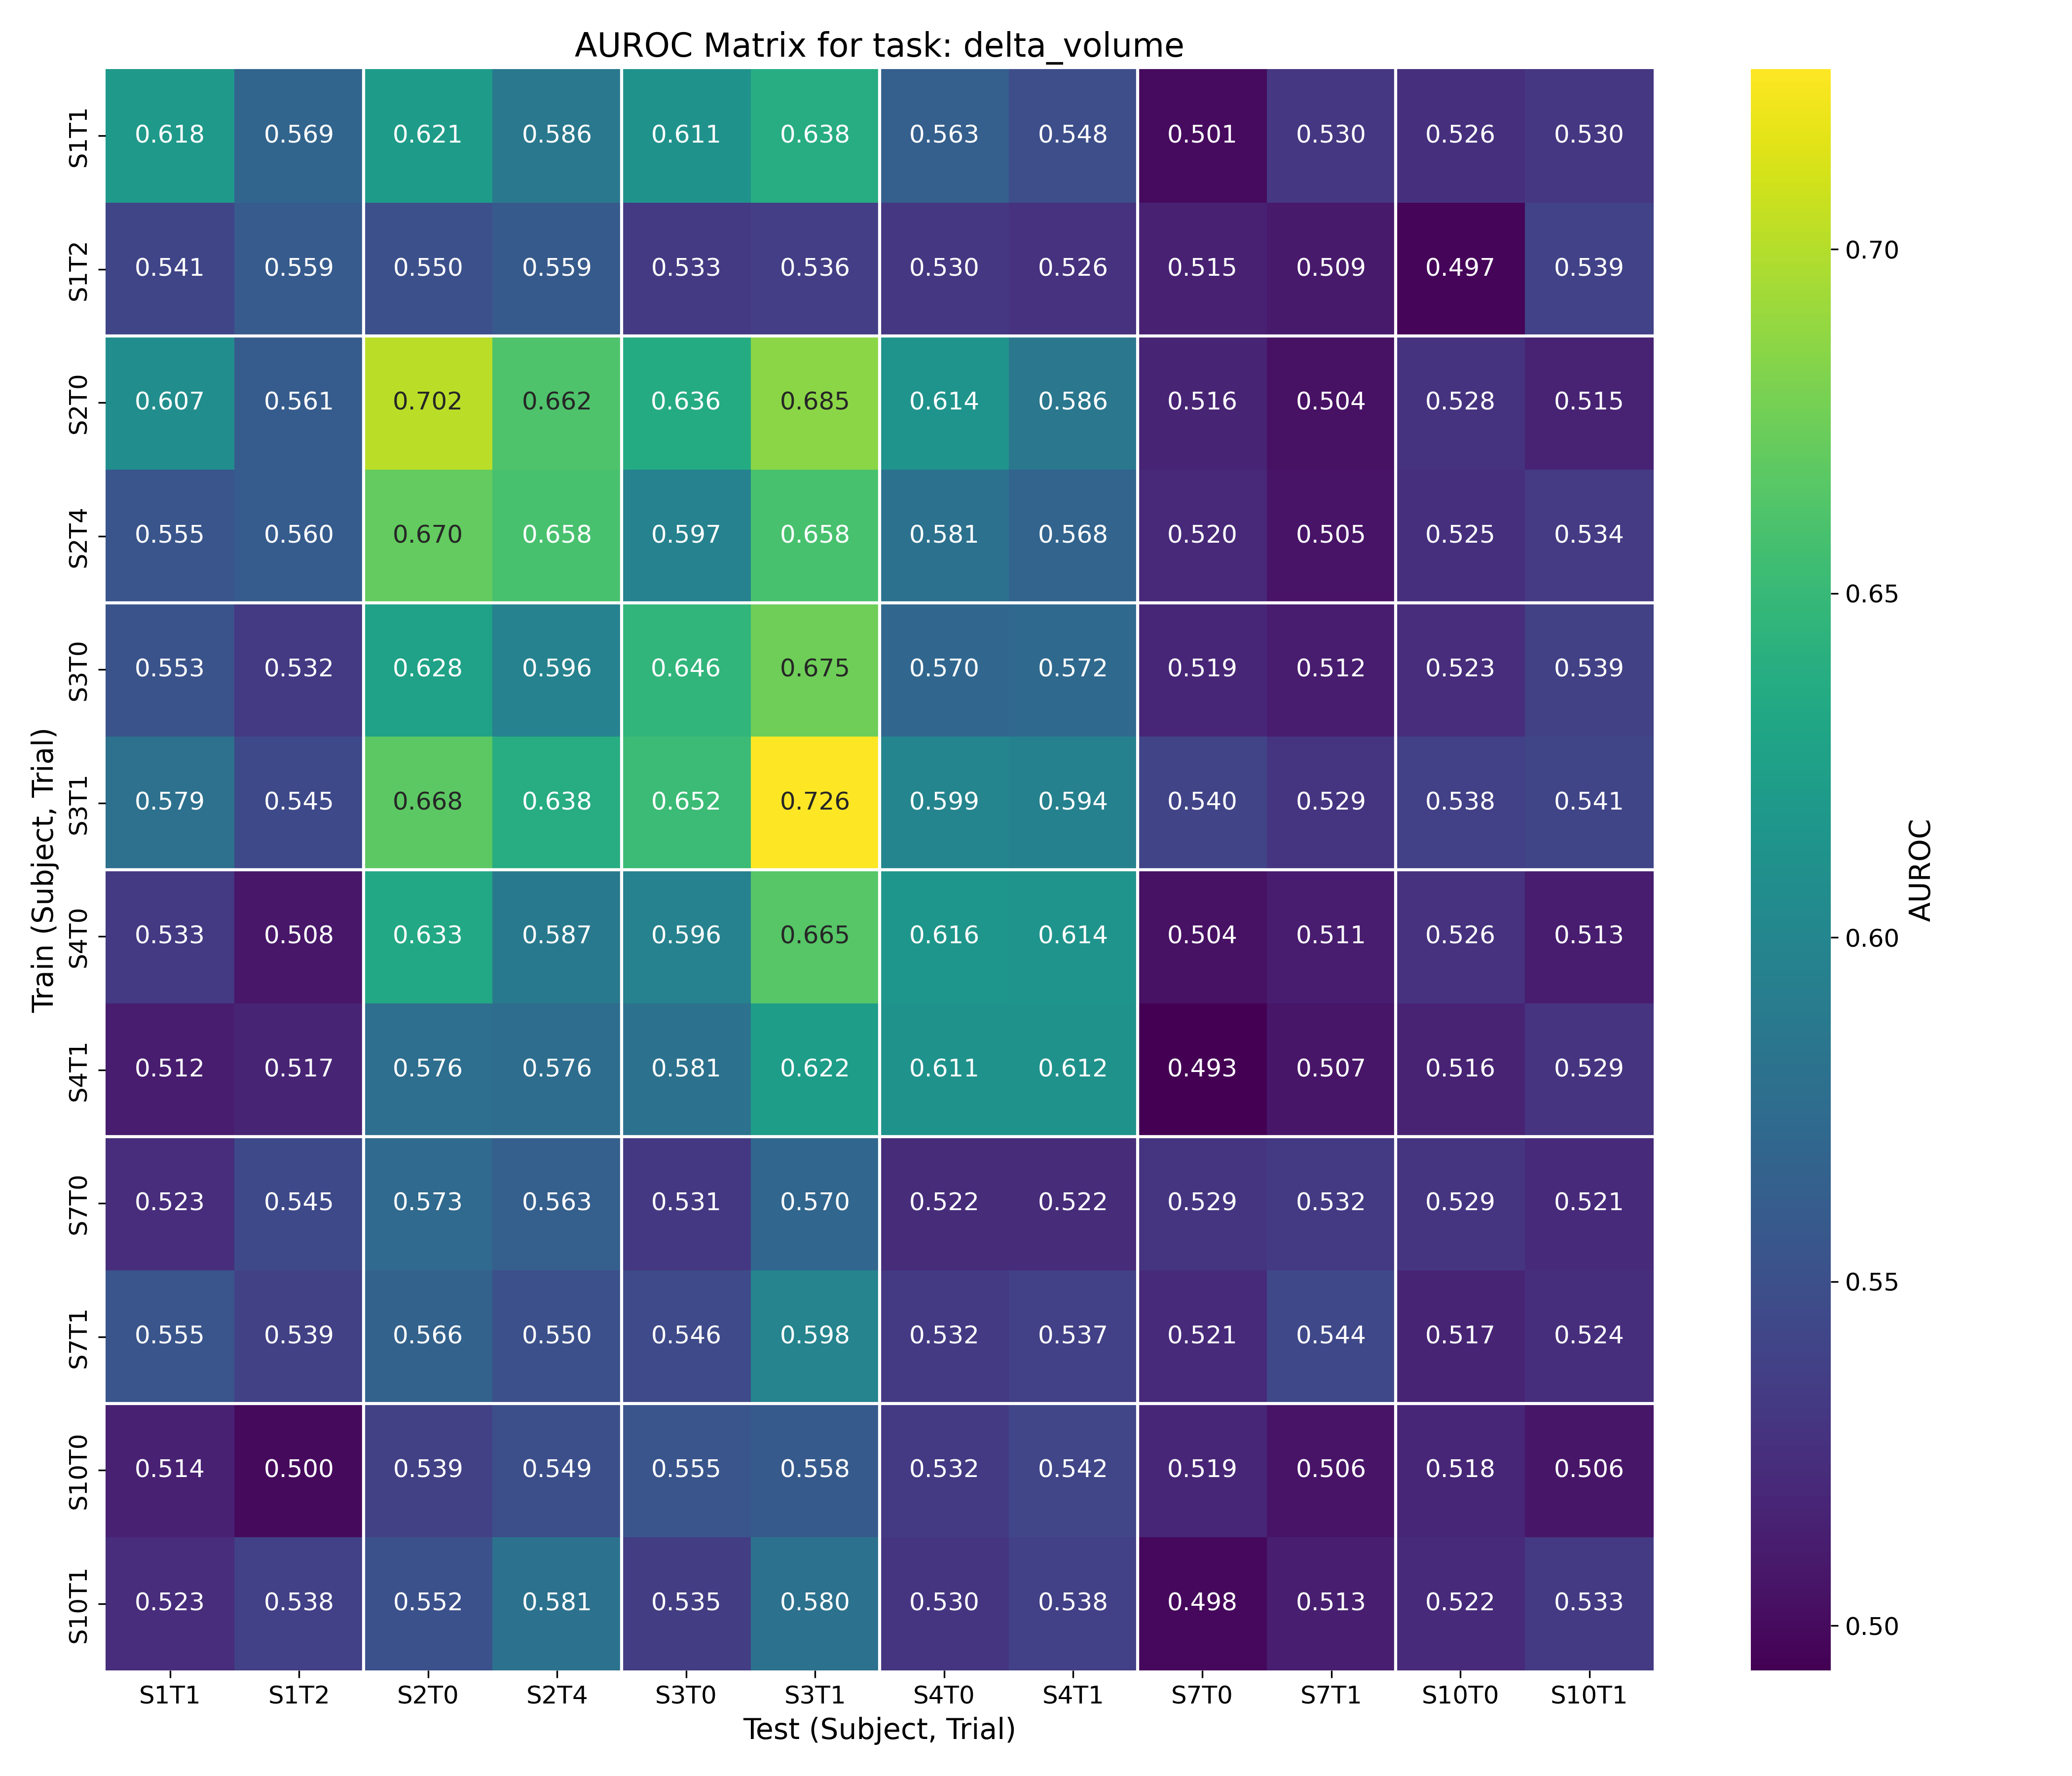 AUROC Matrix for task: delta_volume
Train (Subject, Trial)
S1T1 0.618 0.569 0.621 0.586 0.611 0.638 0.563 0.548 0.501 0.530 0.526 0.530
S1T2 0.541 0.559 0.550 0.559 0.533 0.536 0.530 0.526 0.515 0.509 0.497 0.539
S2T0 0.607 0.561 0.702 0.662 0.636 0.685 0.614 0.586 0.516 0.504 0.528 0.515
S2T4 0.555 0.560 0.670 0.658 0.597 0.658 0.581 0.568 0.520 0.505 0.525 0.534
S3T0 0.553 0.532 0.628 0.596 0.646 0.675 0.570 0.572 0.519 0.512 0.523 0.539
S3T1 0.579 0.545 0.668 0.638 0.652 0.726 0.599 0.594 0.540 0.529 0.538 0.541
S4T0 0.533 0.508 0.633 0.587 0.596 0.665 0.616 0.614 0.504 0.511 0.526 0.513
S4T1 0.512 0.517 0.576 0.576 0.581 0.622 0.611 0.612 0.493 0.507 0.516 0.529
S7T0 0.523 0.545 0.573 0.563 0.531 0.570 0.522 0.522 0.529 0.532 0.529 0.521
S7T1 0.555 0.539 0.566 0.550 0.546 0.598 0.532 0.537 0.521 0.544 0.517 0.524
S10T0 0.514 0.500 0.539 0.549 0.555 0.558 0.532 0.542 0.519 0.506 0.518 0.506
S10T1 0.523 0.538 0.552 0.581 0.535 0.580 0.530 0.538 0.498 0.513 0.522 0.533
S1T1 S1T2 S2T0 S2T4 S3T0 S3T1 S4T0 S4T1 S7T0 S7T1 S10T0 S10T1
Test (Subject, Trial)
0.70
0.65
0.60
0.55
0.50
AUROC